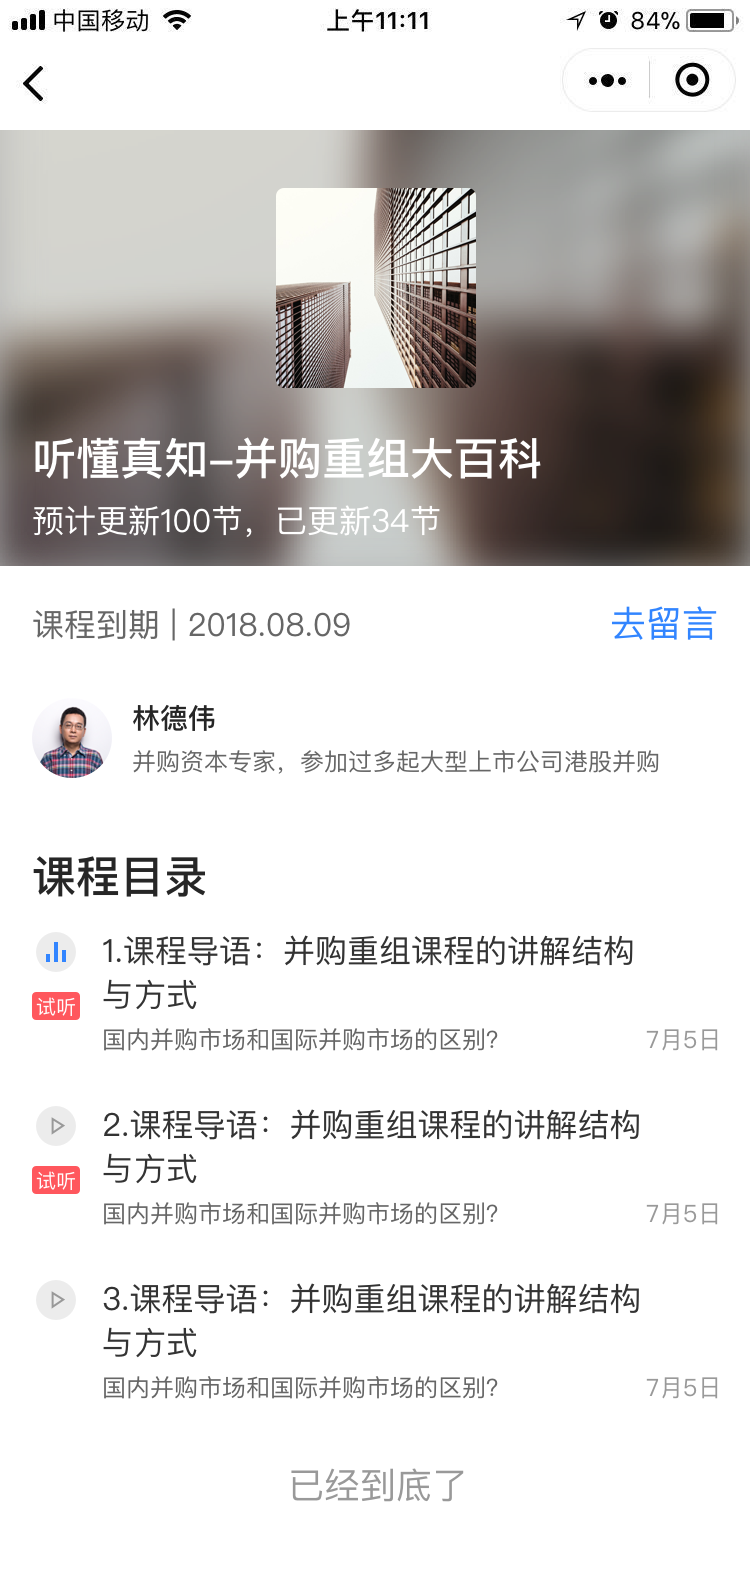 中国移动
上午11:11
84%
听懂真知-并购重组大百科
预计更新100节，已更新34节
课程到期 | 2018.08.09
去留言
林德伟
并购资本专家，参加过多起大型上市公司港股并购
课程目录
1.课程导语：并购重组课程的讲解结构
与方式
试听
国内并购市场和国际并购市场的区别?
7月5日
2.课程导语：并购重组课程的讲解结构
与方式
试听
国内并购市场和国际并购市场的区别?
7月5日
3.课程导语：并购重组课程的讲解结构
与方式
国内并购市场和国际并购市场的区别?
7月5日
已经到底了